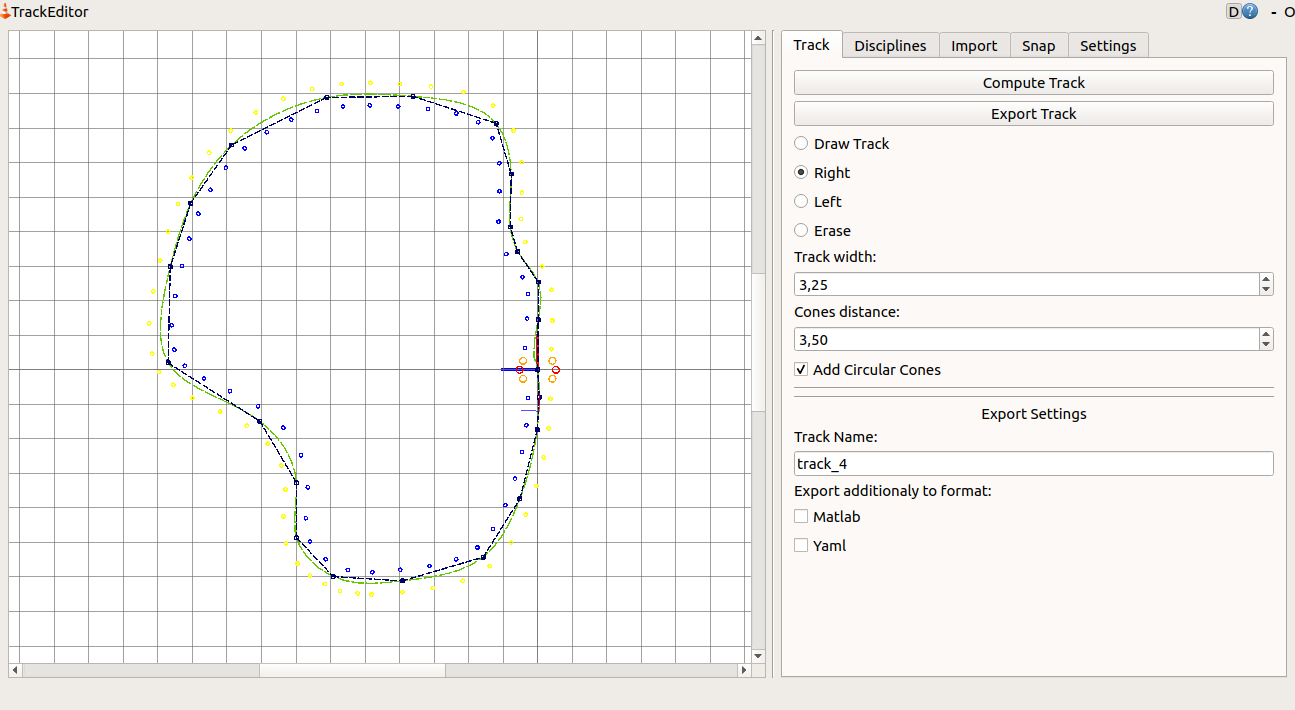 TrackEditor
D ? - O
Track Disciplines Import Snap Settings
Compute Track
Export Track
Draw Track
Right
Left
Erase
Track width:
3,25
Cones distance:
3,50
Add Circular Cones
Export Settings
Track Name:
track_4
Export additionaly to format:
Matlab
Yaml